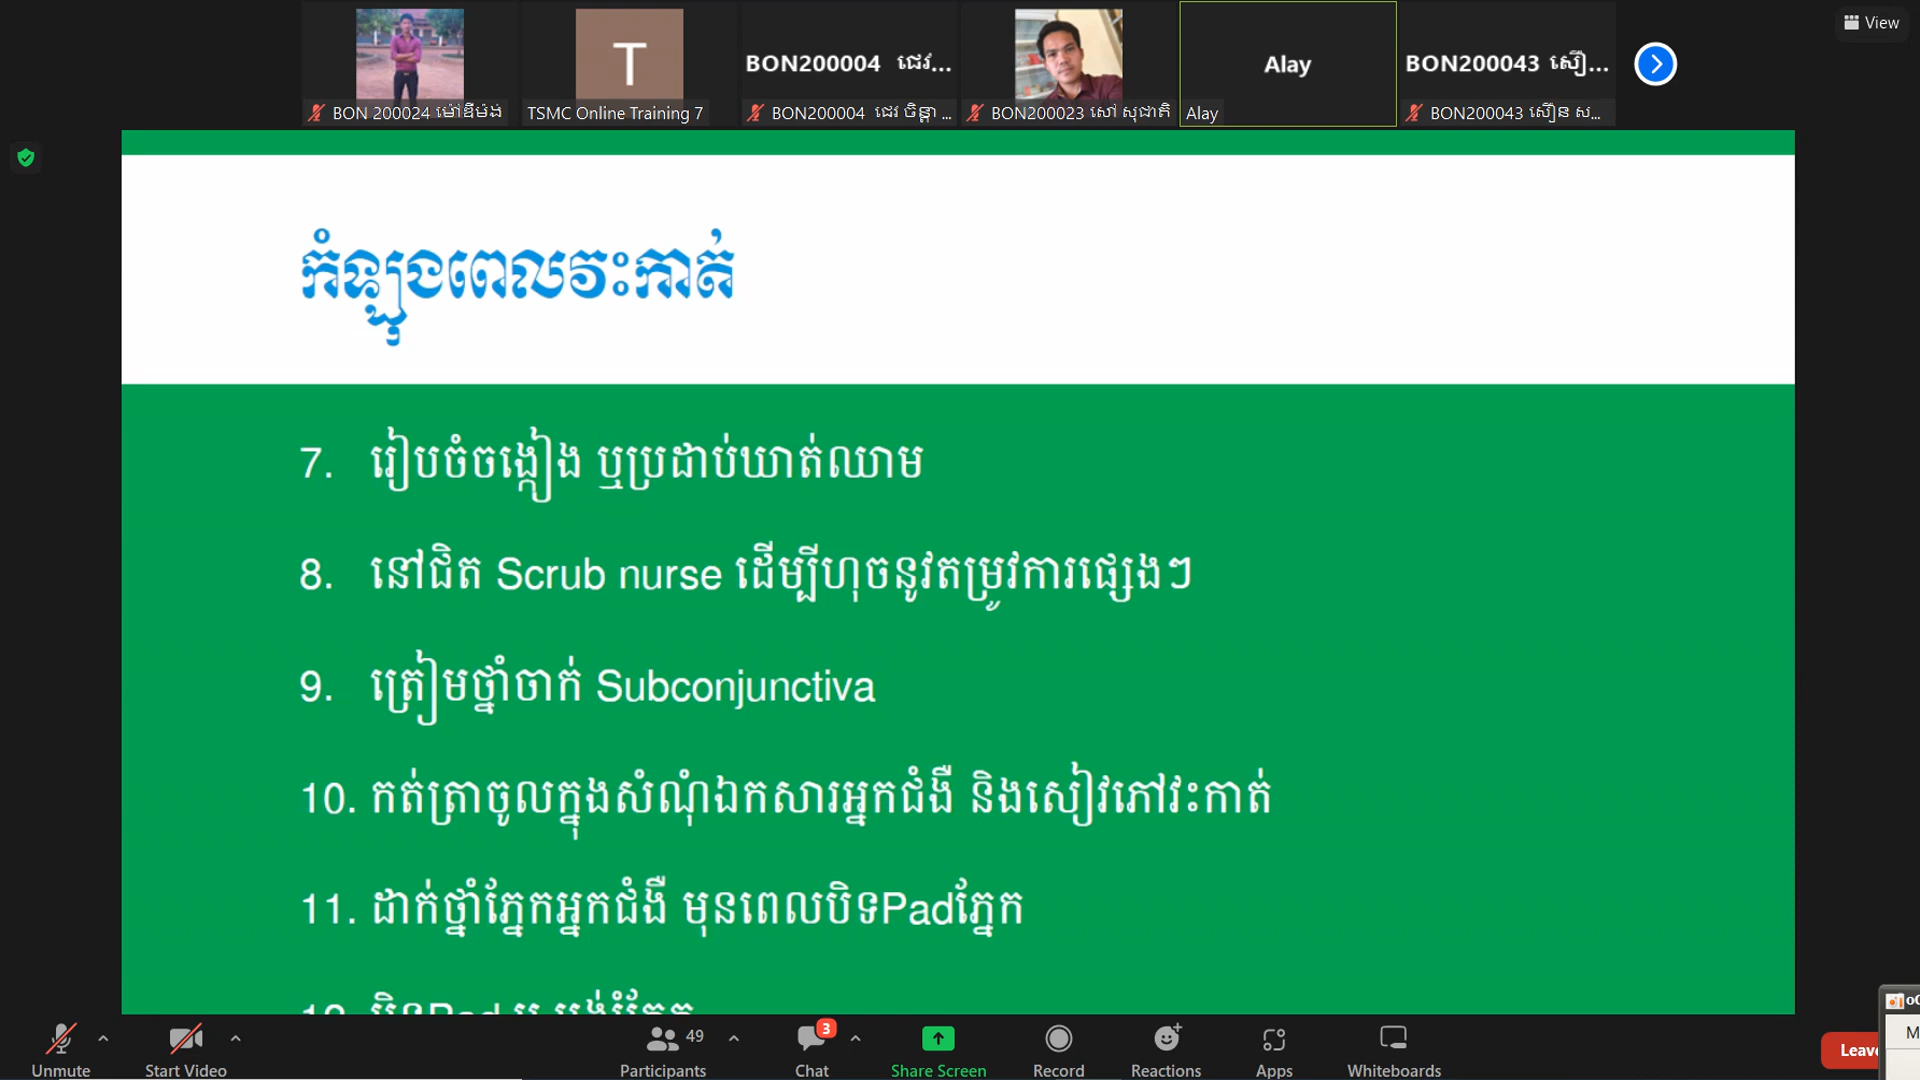 View
T
BON200004 ជេវ...
Alay
BON200043 សឿ...
BON 200024 ម៉ៅឌីម៉ង់
TSMC Online Training 7
BON200004 ជេវ ចិន្តា ...
BON200023 សៅ សុជាតិ
Alay
BON200043 សឿន ស...
កំឡុងពេលវះកាត់
7. រៀបចំចង្កៀង ឬប្រដាប់ឃាត់ឈាម
8. នៅជិត Scrub nurse ដើម្បីហុចនូវតម្រូវការផ្សេងៗ
9. ត្រៀមថ្នាំចាក់ Subconjunctiva
10. កត់ត្រាចូលក្នុងសំណុំឯកសារអ្នកជំងឺ និងសៀវភៅវះកាត់
11. ដាក់ថ្នាំភ្នែកអ្នកជំងឺ មុនពេលបិទPadភ្នែក
49
3
Unmute
Start Video
Participants
Chat
Share Screen
Record
Reactions
Apps
Whiteboards